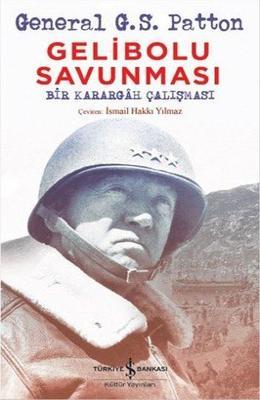 General G.S. Patton
GELİBOLU
SAVUNMASI
BİR KARARGÂH ÇALIŞMASI
Çeviren: İsmail Hakkı Yılmaz
TÜRKİYE İŞ BANKASI
Kültür Yayınları